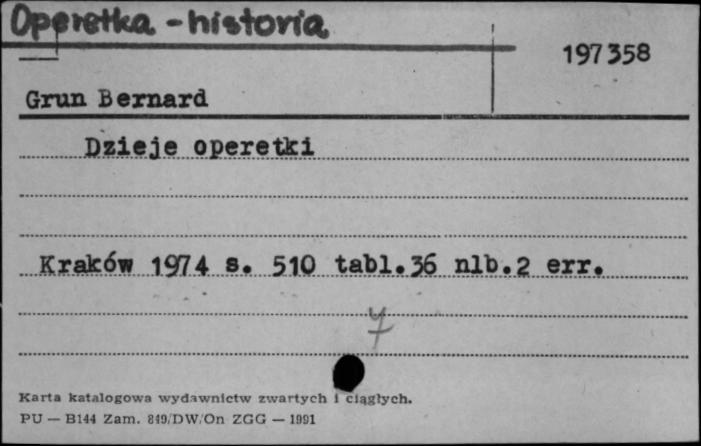 Operetka - historia
197358
Grun Bernard
Dzieje operetki
Kraków 1974 s. 510 tabl.36 nlb.2 err.
Karta katalogowa wydawnictw zwartych i ciągłych.
PU — B144 Zam. 849/DW/On ZGG — 1991